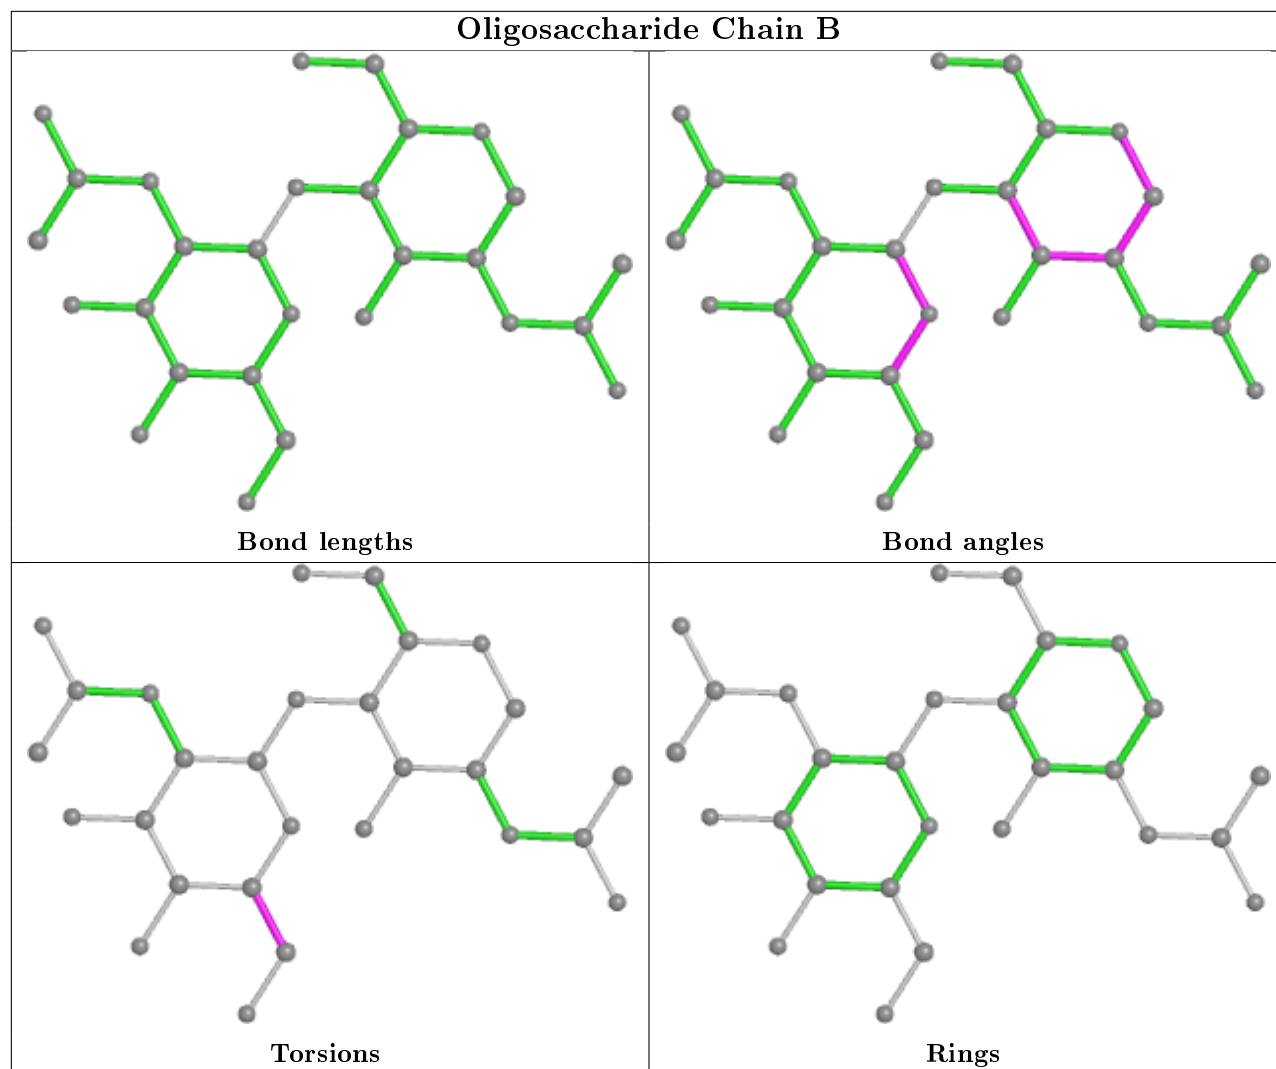 Oligosaccharide Chain B
Bond lengths
Bond angles
Torsions
Rings